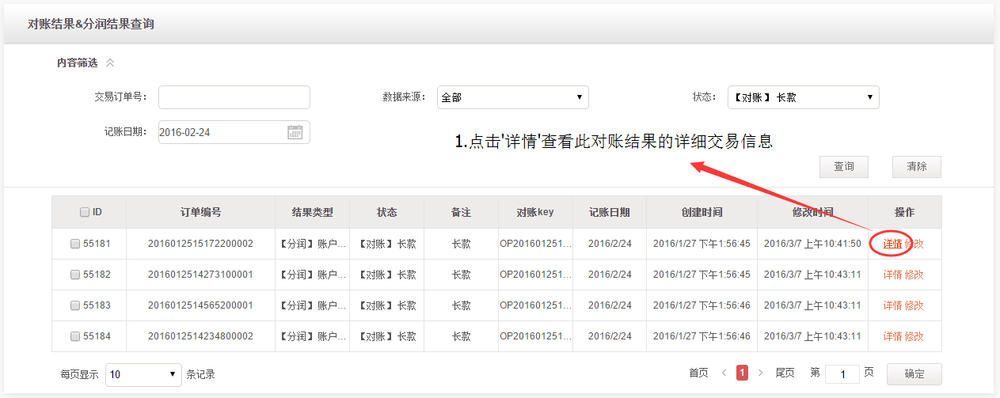 对账结果&分润结果查询
内容筛选
交易订单号： 数据来源： 全部 状态： 【对账】长款
记账日期： 2016-02-24
1.点击'详情'查看此对账结果的详细交易信息
查询 清除
ID 订单编号 结果类型 状态 备注 对账key 记账日期 创建时间 修改时间 操作
55181 2016012515172200002 【分润】账户... 【对账】长款 长款 OP201601251... 2016/2/24 2016/1/27 下午1:56:45 2016/3/7 上午10:41:50 详情 修改
55182 2016012514273100001 【分润】账户... 【对账】长款 长款 OP201601251... 2016/2/24 2016/1/27 下午1:56:45 2016/3/7 上午10:43:11 详情 修改
55183 2016012514565200001 【分润】账户... 【对账】长款 长款 OP201601251... 2016/2/24 2016/1/27 下午1:56:46 2016/3/7 上午10:43:11 详情 修改
55184 2016012514234800002 【分润】账户... 【对账】长款 长款 OP201601251... 2016/2/24 2016/1/27 下午1:56:46 2016/3/7 上午10:43:11 详情 修改
每页显示 10 条记录 首页 < 1 > 尾页 第 1 页 确定